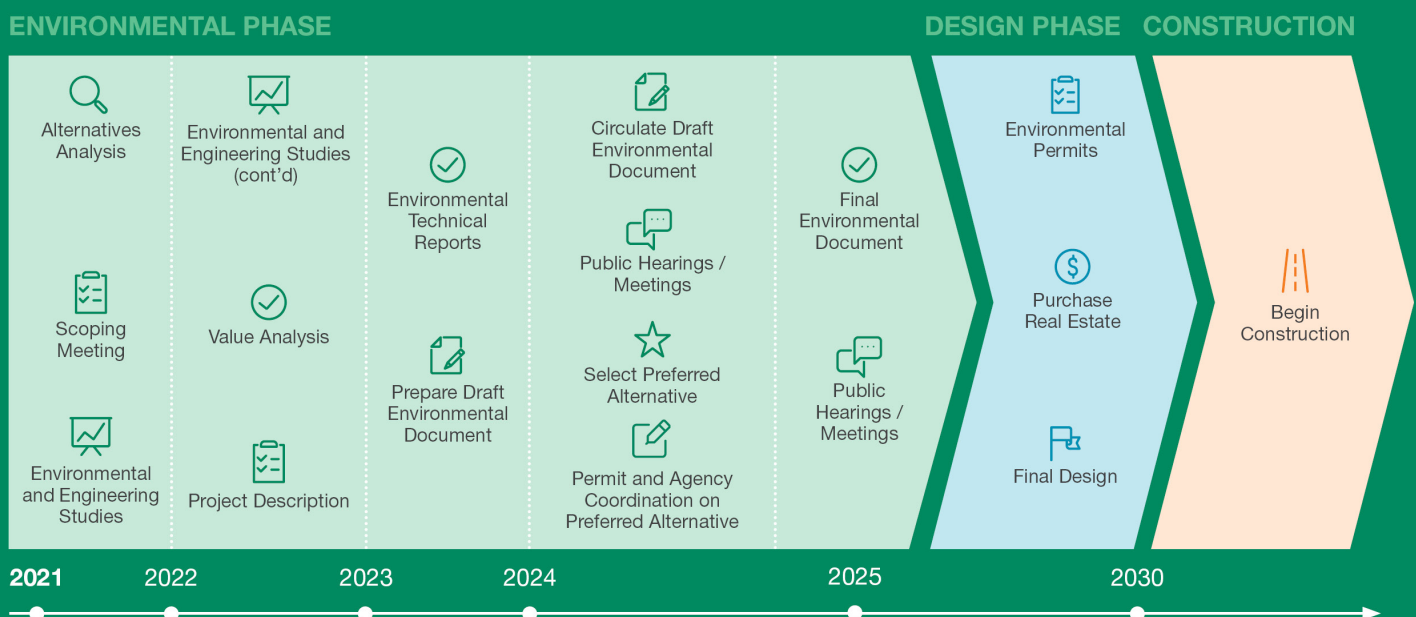 ENVIRONMENTAL PHASE
Alternatives
Analysis
Scoping
Meeting
Environmental
and Engineering
Studies
Environmental and
Engineering Studies
(cont’d)
Value Analysis
Project Description
Environmental
Technical
Reports
Prepare Draft
Environmental
Document
Circulate Draft
Environmental
Document
Public Hearings /
Meetings
Select Preferred
Alternative
Permit and Agency
Coordination on
Preferred Alternative
Final
Environmental
Document
Public
Hearings /
Meetings
DESIGN PHASE
Environmental
Permits
Purchase
Real Estate
Final Design
CONSTRUCTION
Begin
Construction
2021
2022
2023
2024
2025
2030